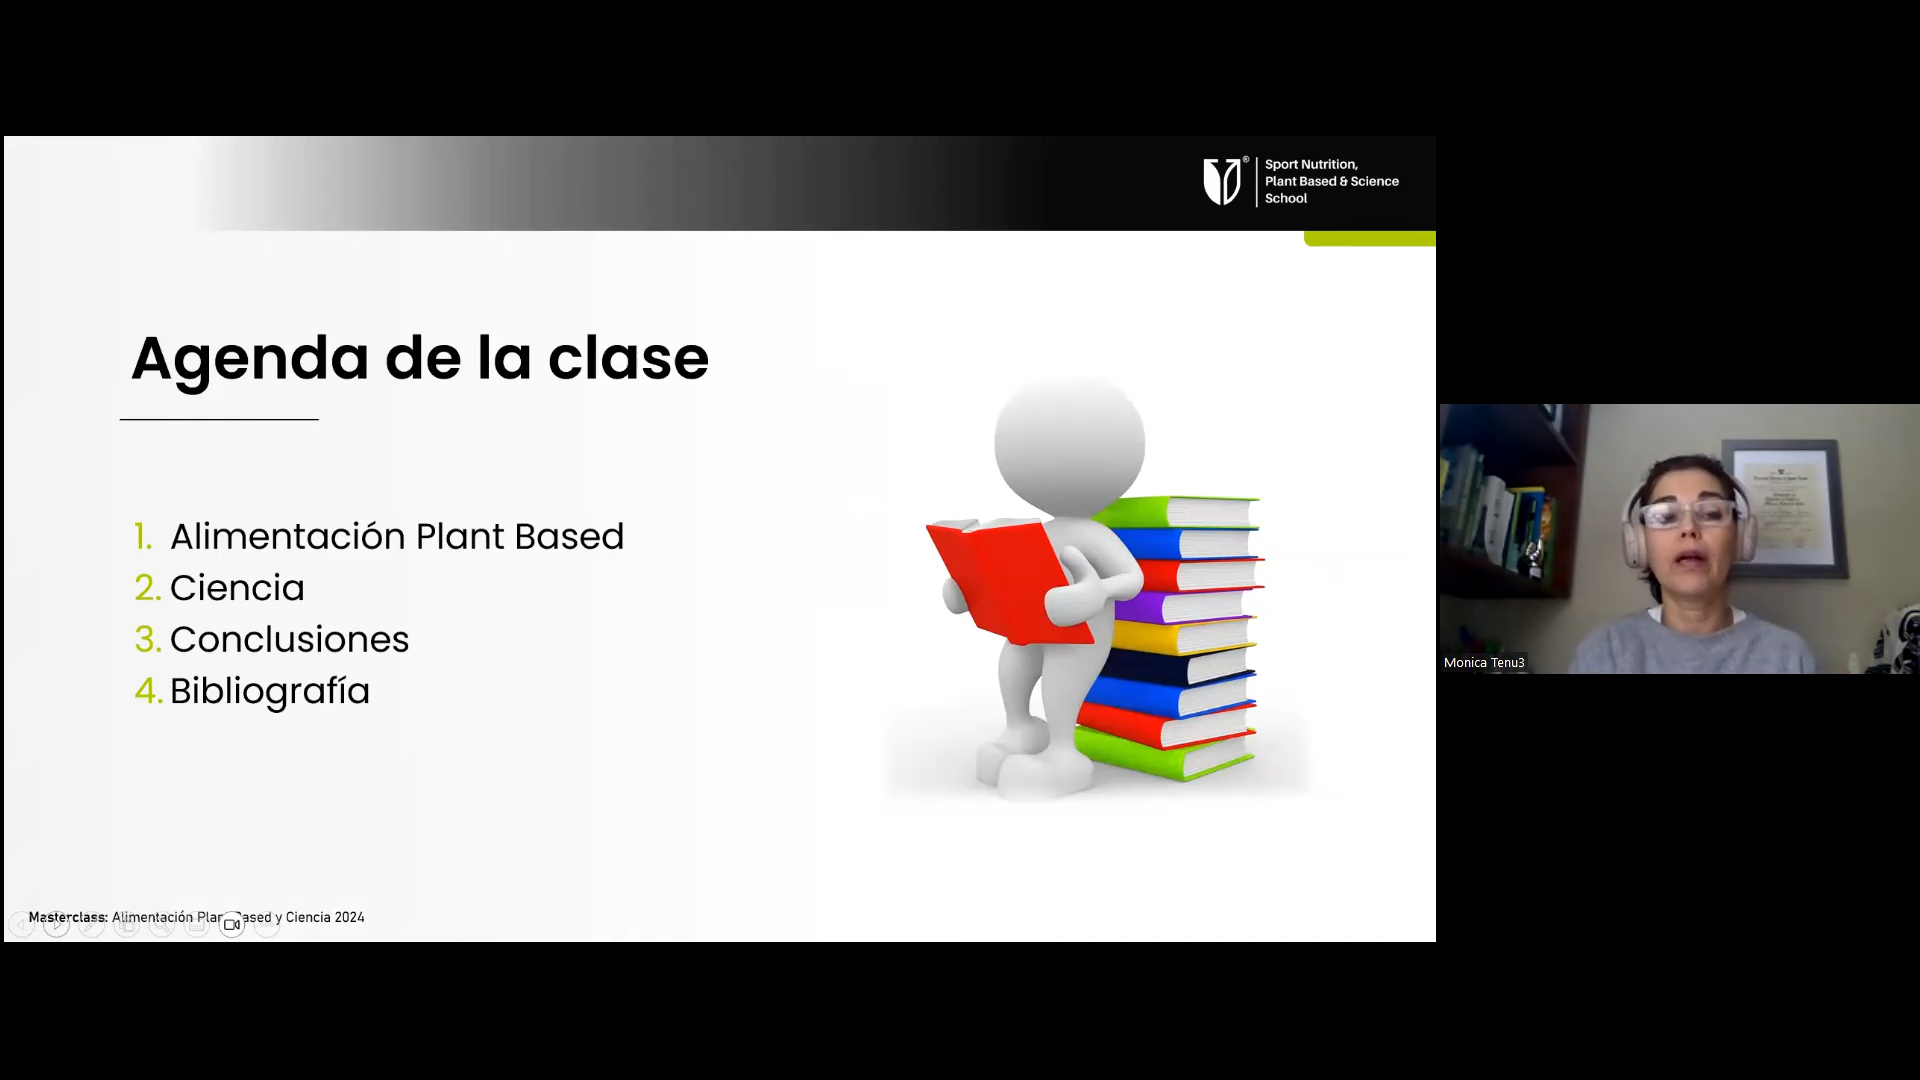 Sport Nutrition,
Plant Based & Science
School
Agenda de la clase
1. Alimentación Plant Based
2. Ciencia
3. Conclusiones
4. Bibliografía
Monica Tenu3
Masterclass: Alimentación Plant Based y Ciencia 2024